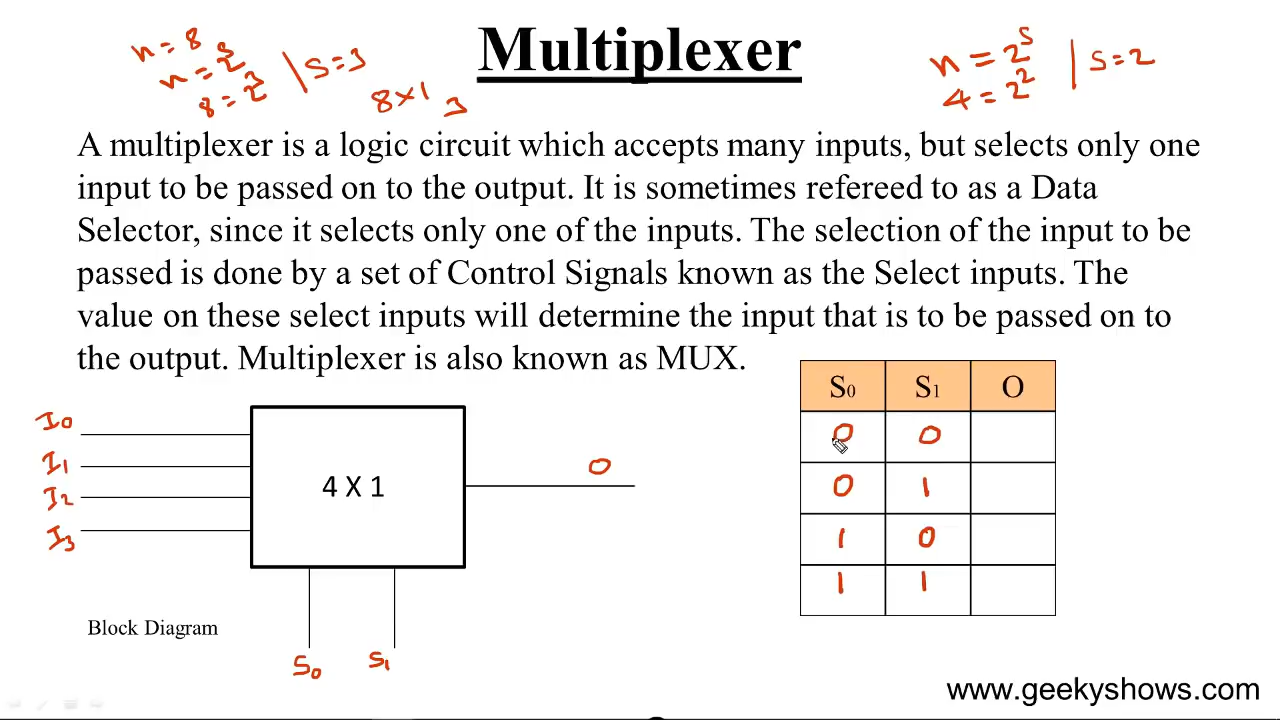 Multiplexer
n = 8
n = 2^3
8 = 2^3 | S = 3
8×1 3
n = 2^s | S = 2
4 = 2^2
A multiplexer is a logic circuit which accepts many inputs, but selects only one
input to be passed on to the output. It is sometimes refereed to as a Data
Selector, since it selects only one of the inputs. The selection of the input to be
passed is done by a set of Control Signals known as the Select inputs. The
value on these select inputs will determine the input that is to be passed on to
the output. Multiplexer is also known as MUX.
I0
I1
I2
I3
4 X 1
O
S0 S1
Block Diagram
S0 S1 O
0 0
0 1
1 0
1 1
www.geekyshows.com